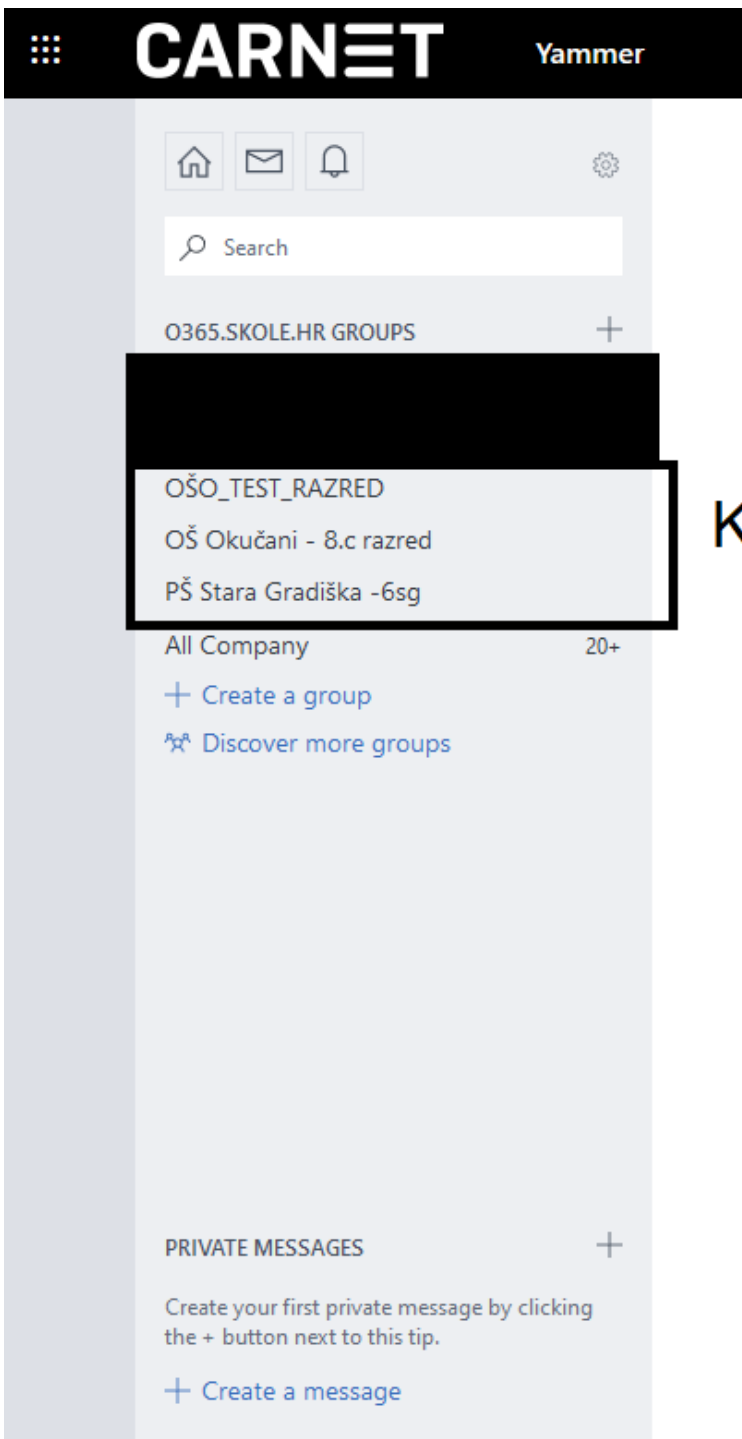 CARNET Yammer
Search
O365.SKOLE.HR GROUPS
OŠO_TEST_RAZRED
OŠ Okučani - 8.c razred
K
PŠ Stara Gradiška -6sg
All Company 20+
Create a group
Discover more groups
PRIVATE MESSAGES
Create your first private message by clicking
the + button next to this tip.
Create a message